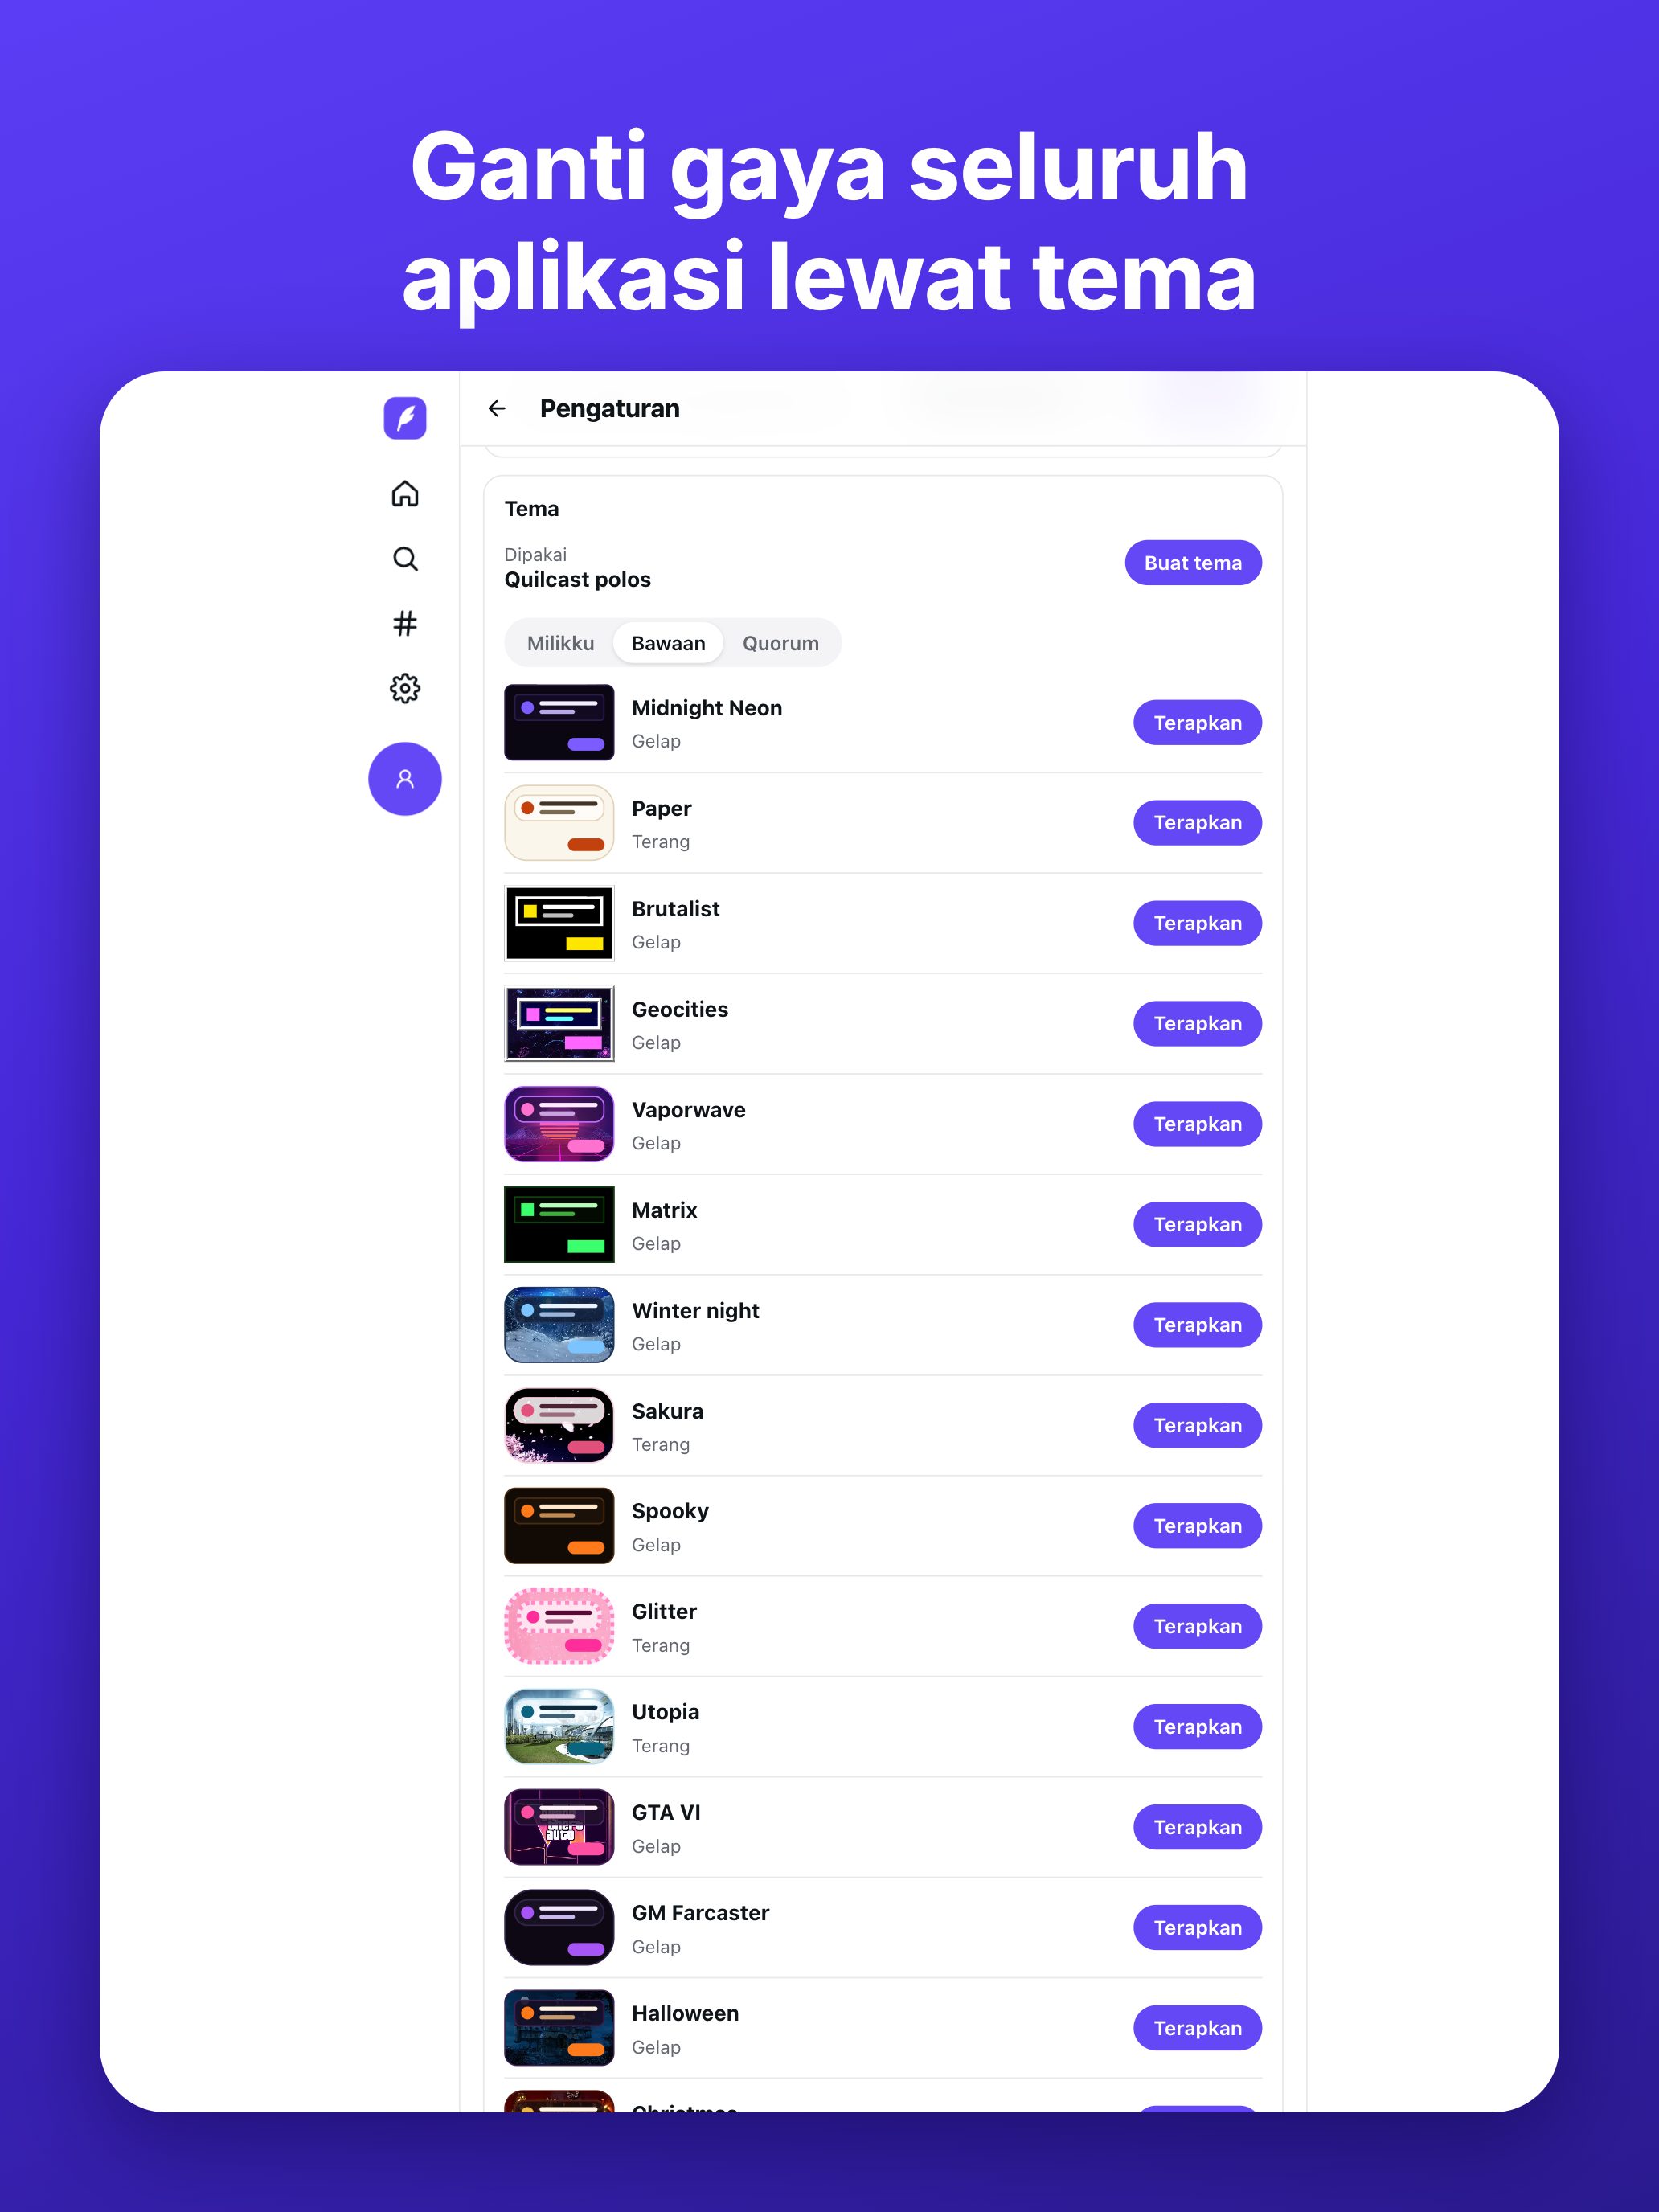 Ganti gaya seluruh
aplikasi lewat tema
Pengaturan
Tema
Dipakai
Quilcast polos
Buat tema
Milikku Bawaan Quorum
Midnight Neon
Gelap
Terapkan
Paper
Terang
Terapkan
Brutalist
Gelap
Terapkan
Geocities
Gelap
Terapkan
Vaporwave
Gelap
Terapkan
Matrix
Gelap
Terapkan
Winter night
Gelap
Terapkan
Sakura
Terang
Terapkan
Spooky
Gelap
Terapkan
Glitter
Terang
Terapkan
Utopia
Terang
Terapkan
GTA VI
Gelap
Terapkan
GM Farcaster
Gelap
Terapkan
Halloween
Gelap
Terapkan